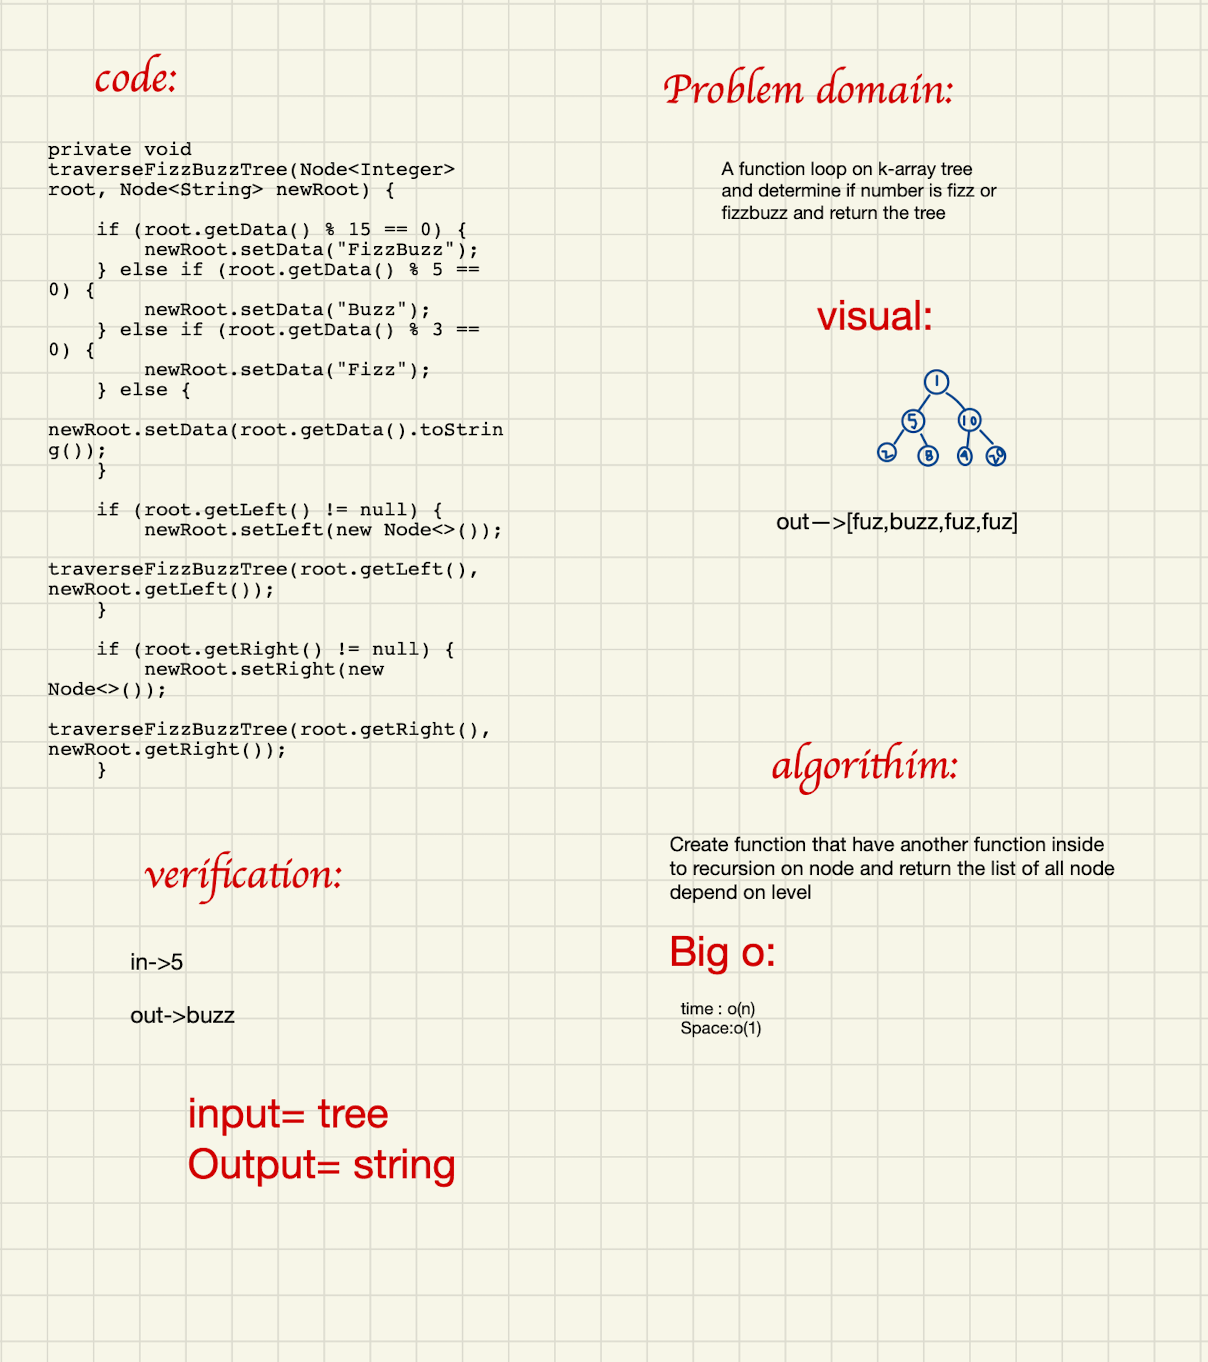 code:
private void
traverseFizzBuzzTree(Node<Integer>
root, Node<String> newRoot) {
if (root.getData() % 15 == 0) {
newRoot.setData("FizzBuzz");
} else if (root.getData() % 5 ==
0) {
newRoot.setData("Buzz");
} else if (root.getData() % 3 ==
0) {
newRoot.setData("Fizz");
} else {
newRoot.setData(root.getData().toStrin
g());
}
if (root.getLeft() != null) {
newRoot.setLeft(new Node<>());
traverseFizzBuzzTree(root.getLeft(),
newRoot.getLeft());
}
if (root.getRight() != null) {
newRoot.setRight(new
Node<>());
traverseFizzBuzzTree(root.getRight(),
newRoot.getRight());
}
verification:
in->5
out->buzz
input= tree
Output= string
Problem domain:
A function loop on k-array tree
and determine if number is fizz or
fizzbuzz and return the tree
visual:
1
5 10
2 8
out—>[fuz,buzz,fuz,fuz]
algorithim:
Create function that have another function inside
to recursion on node and return the list of all node
depend on level
Big o:
time : o(n)
Space:o(1)